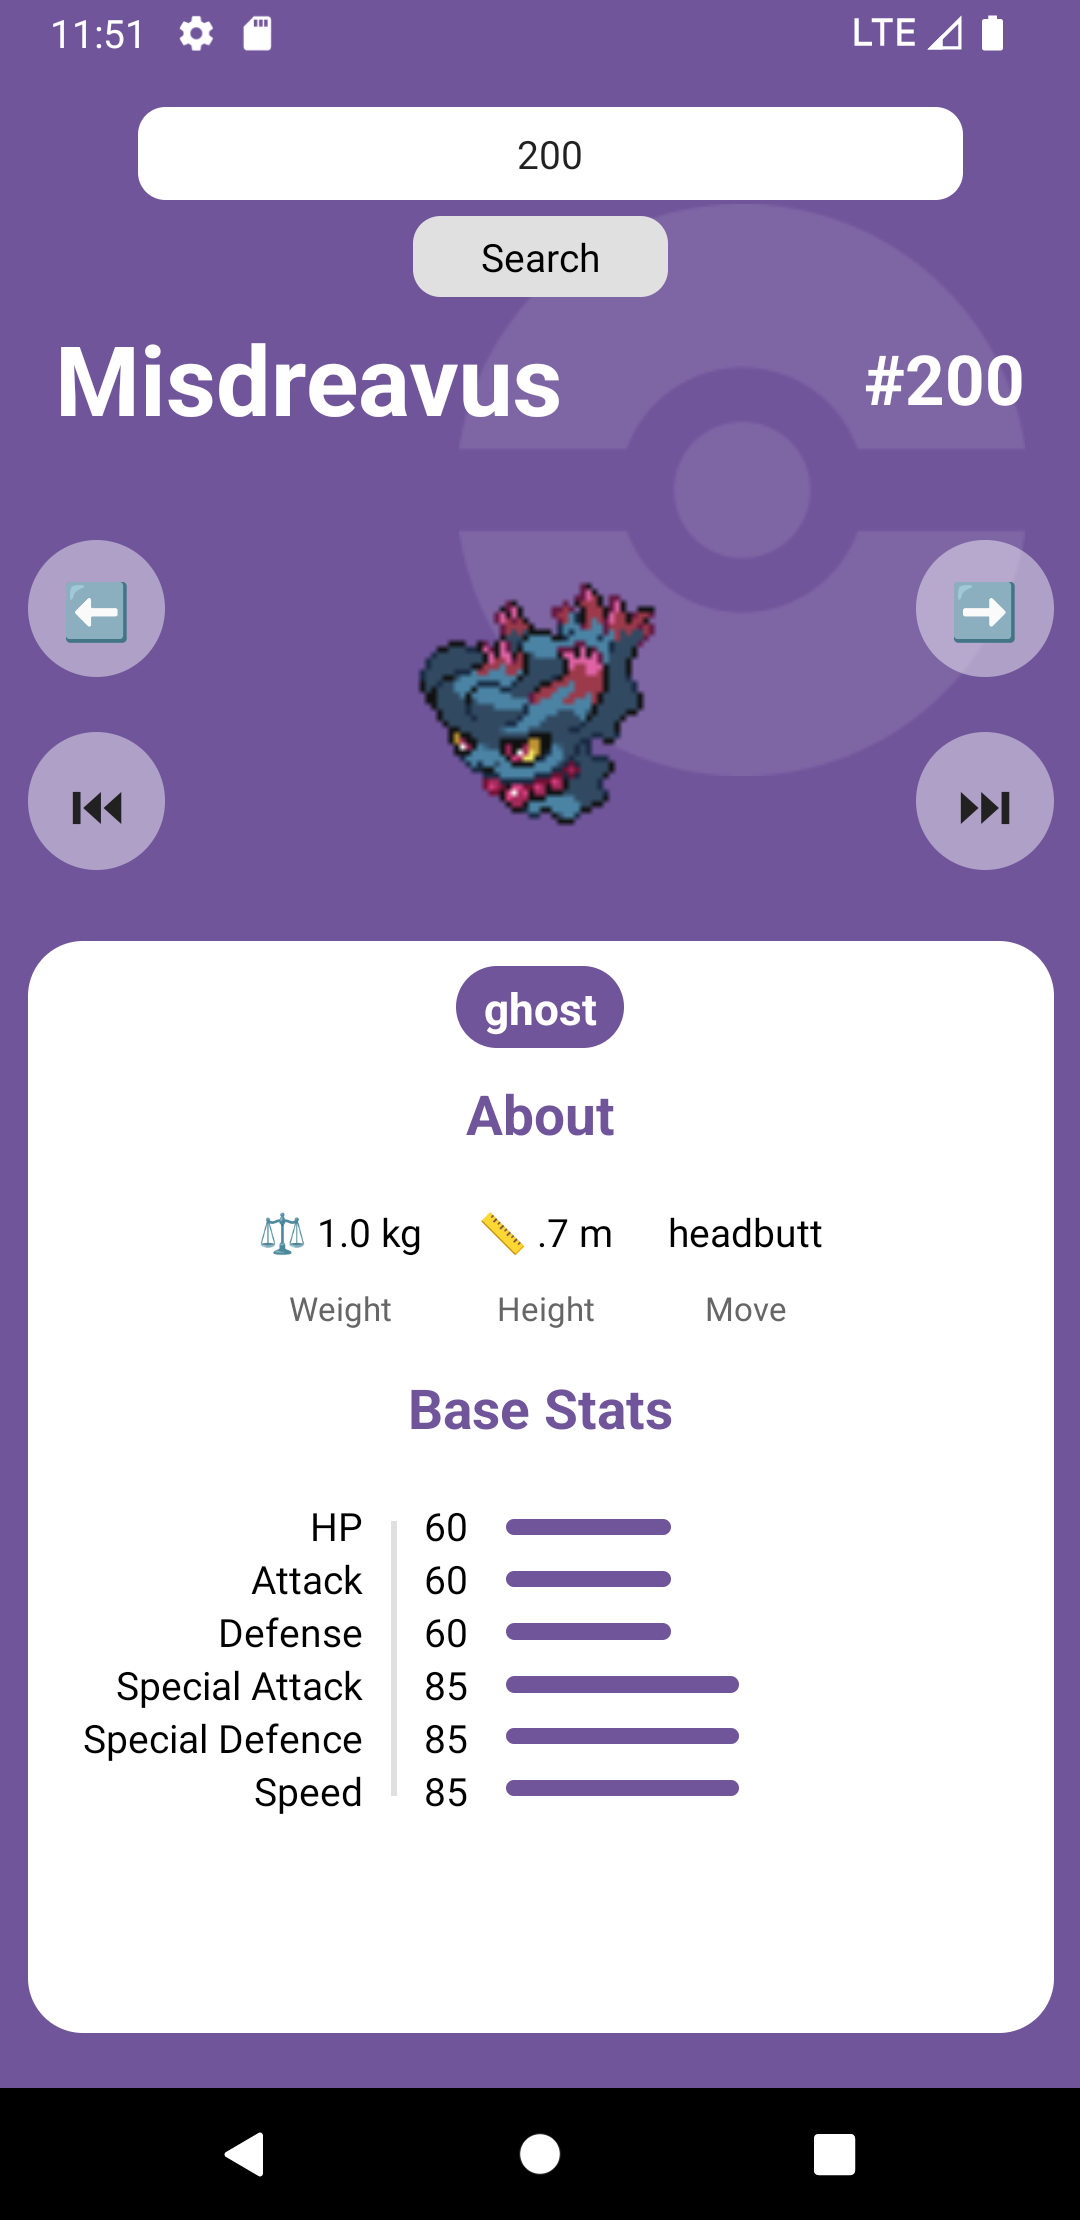 11:51 LTE
200
Search
Misdreavus #200
ghost
About
1.0 kg .7 m headbutt
Weight Height Move
Base Stats
HP 60
Attack 60
Defense 60
Special Attack 85
Special Defence 85
Speed 85